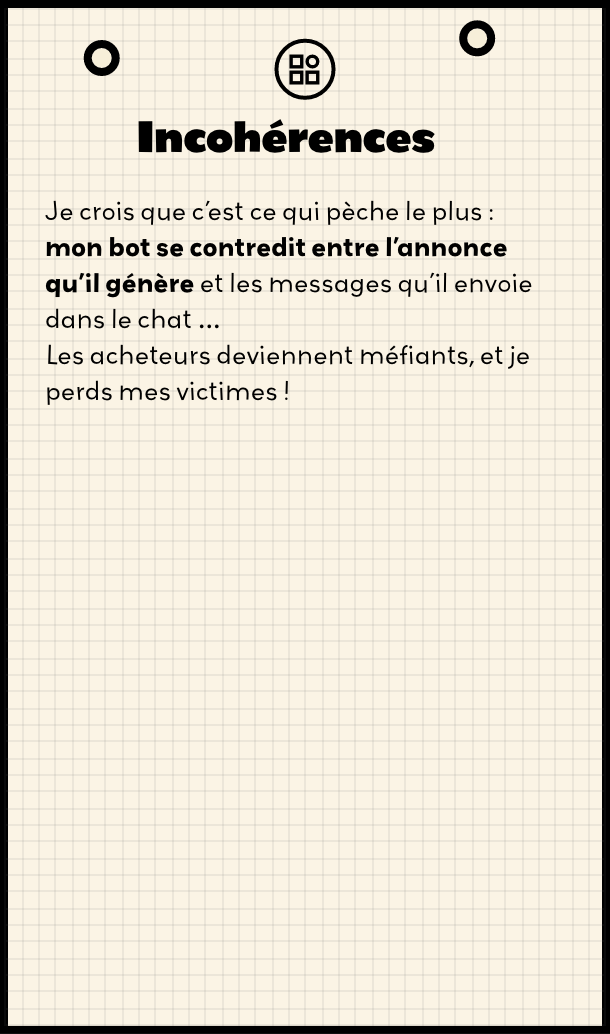 Incohérences
Je crois que c’est ce qui pèche le plus :
mon bot se contredit entre l’annonce
qu’il génère et les messages qu’il envoie
dans le chat ...
Les acheteurs deviennent méfiants, et je
perds mes victimes !